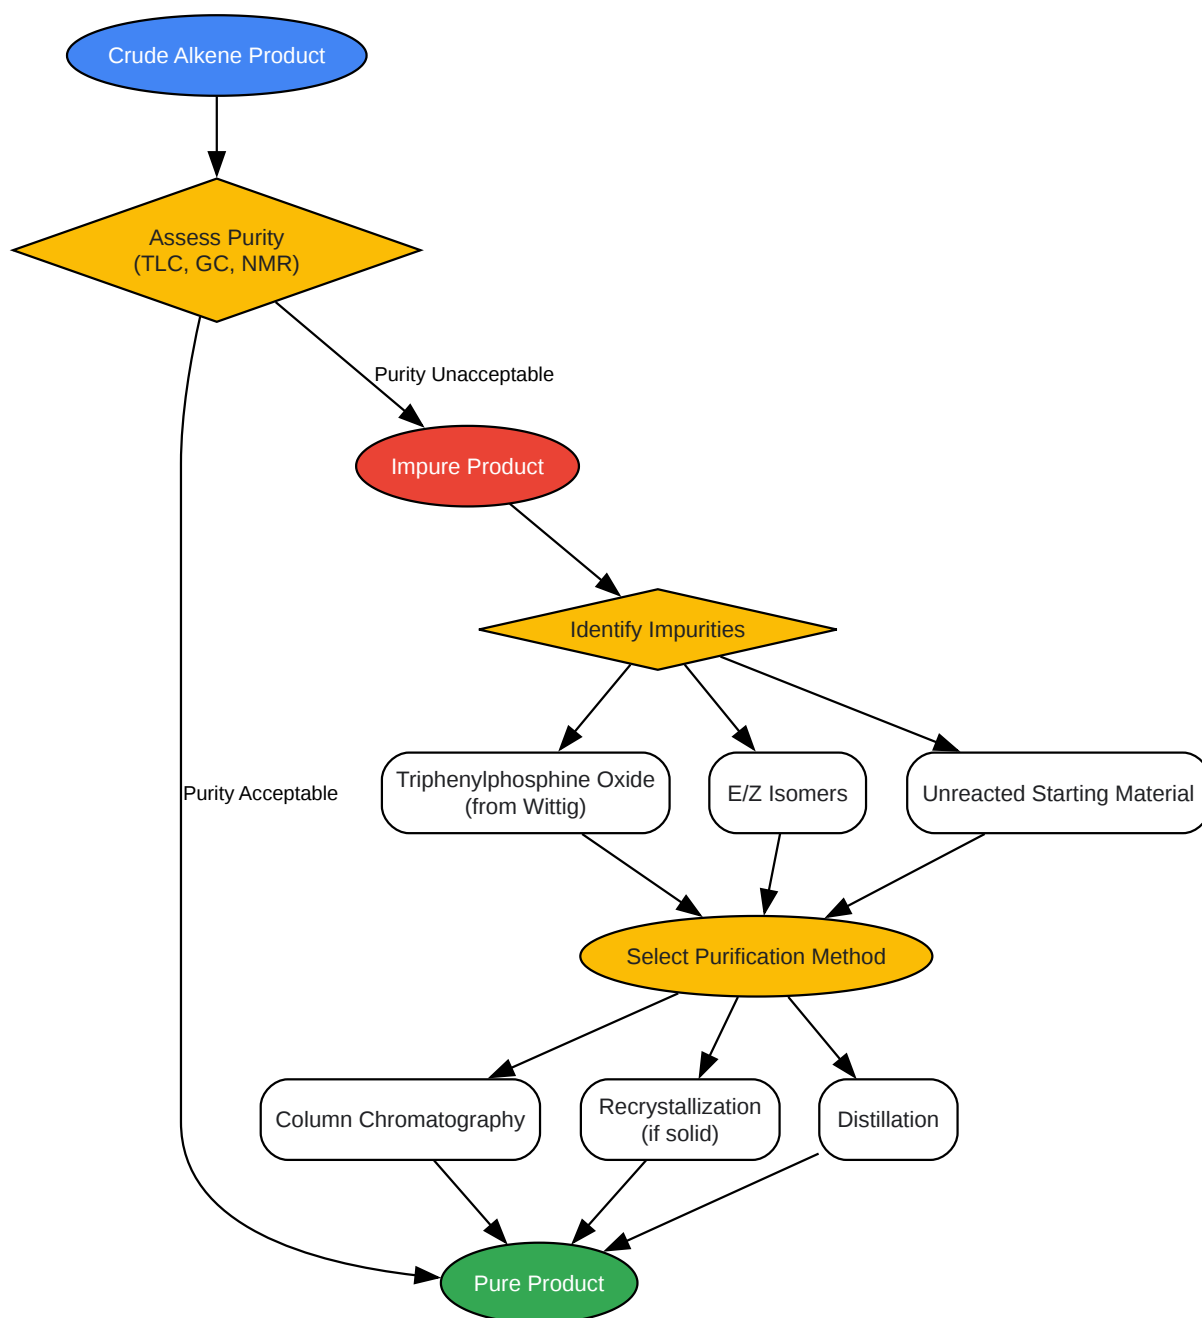 Crude Alkene Product
Assess Purity
(TLC, GC, NMR)
Purity Unacceptable
Impure Product
Identify Impurities
Triphenylphosphine Oxide
(from Wittig)
E/Z Isomers
Unreacted Starting Material
Purity Acceptable
Select Purification Method
Column Chromatography
Recrystallization
(if solid)
Distillation
Pure Product